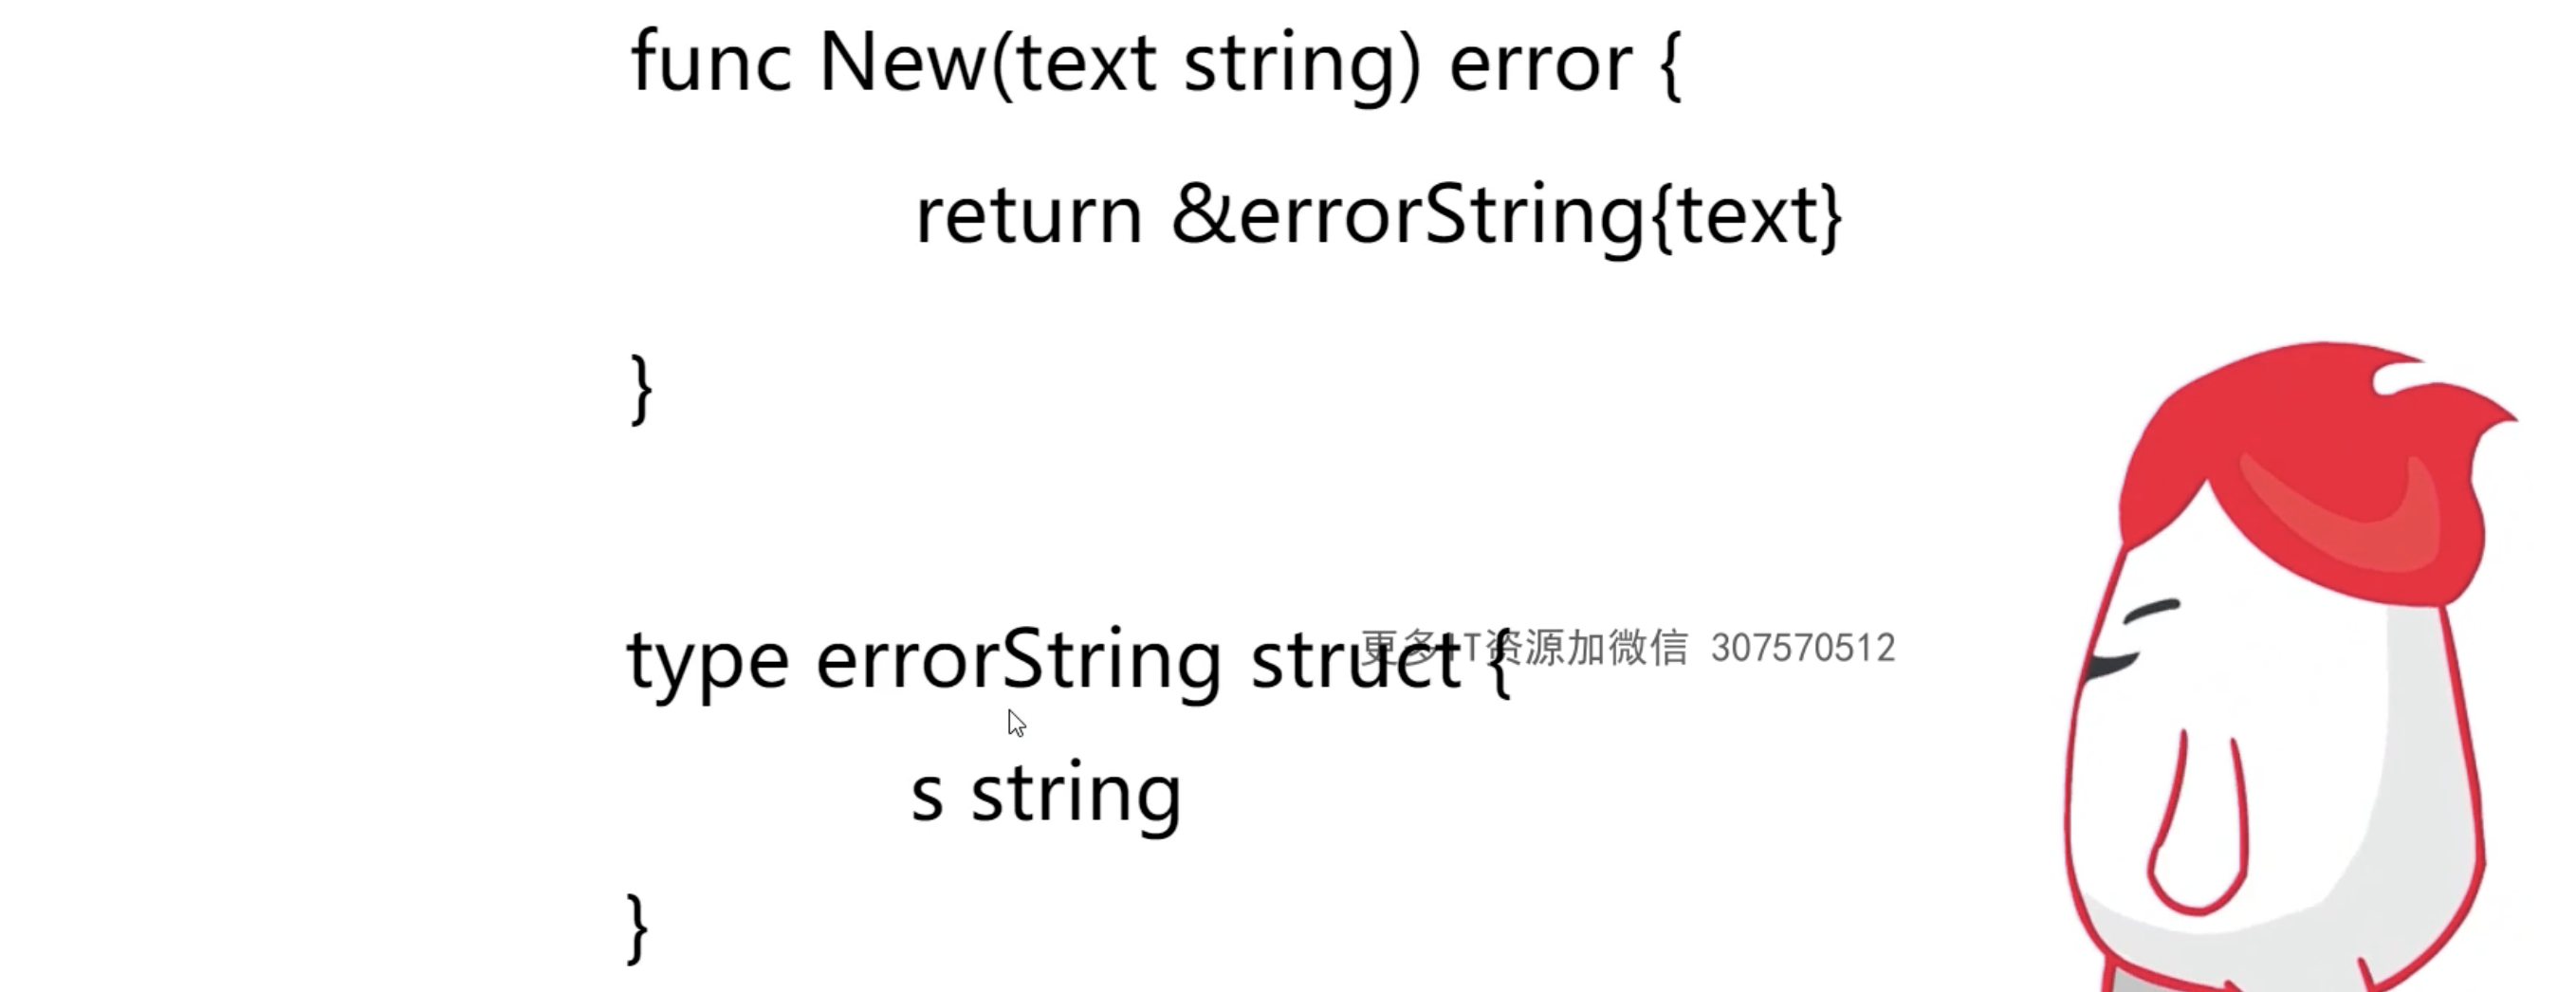 func New(text string) error {
return &errorString{text}
}
type errorString struct {
更多IT资源加微信 307570512
s string
}